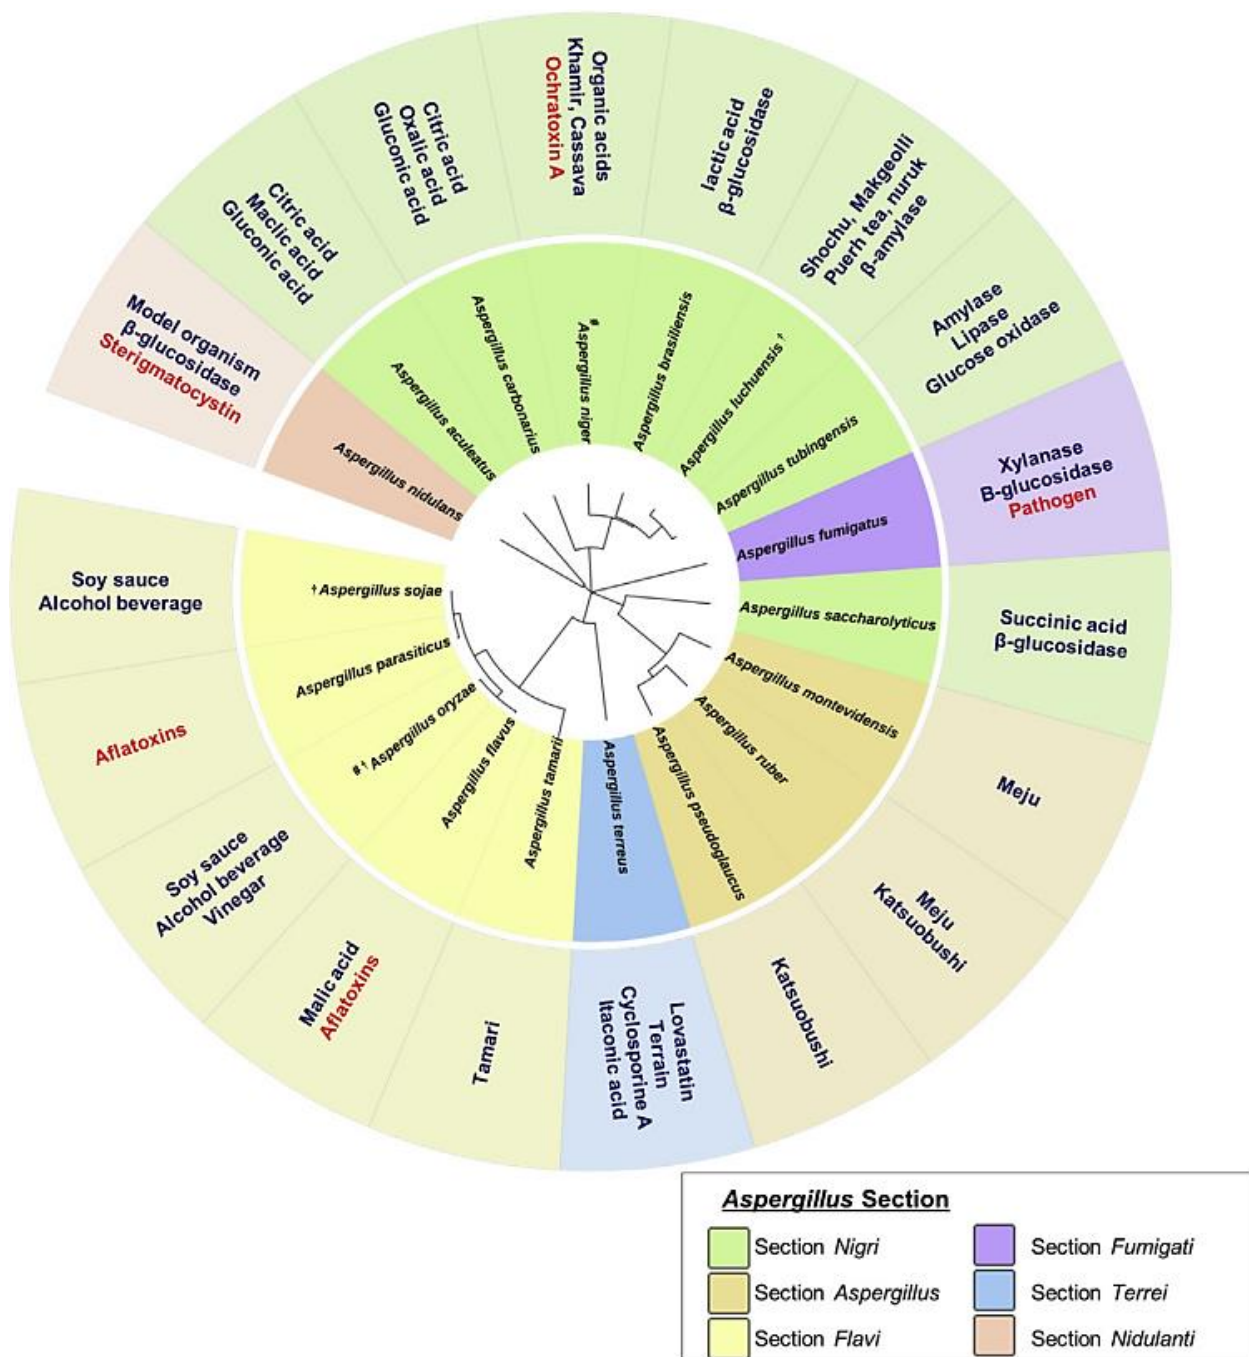 Model organism
β-glucosidase
Sterigmatocystin
Citric acid
Maclic acid
Gluconic acid
Citric acid
Oxalic acid
Gluconic acid
Organic acids
Khamir, Cassava
Ochratoxin A
lactic acid
β-glucosidase
Shochu, Makgeolli
Puerh tea, nuruk
β-amylase
Amylase
Lipase
Glucose oxidase
Xylanase
B-glucosidase
Pathogen
Succinic acid
β-glucosidase
Meju
Meju
Katsuobushi
Katsuobushi
Lovastatin
Terrain
Cyclosporine A
Itaconic acid
Tamari
Malic acid
Aflatoxins
Soy sauce
Alcohol beverage
Vinegar
Aflatoxins
Soy sauce
Alcohol beverage
Aspergillus nidulans
Aspergillus aculeatus
Aspergillus carbonarius
# Aspergillus niger
Aspergillus brasiliensis
Aspergillus luchuensis †
Aspergillus tubingensis
Aspergillus fumigatus
Aspergillus saccharolyticus
Aspergillus montevidensis
Aspergillus ruber
Aspergillus pseudoglaucus
Aspergillus terreus
Aspergillus tamarii
Aspergillus flavus
# † Aspergillus oryzae
Aspergillus parasiticus
† Aspergillus sojae
Aspergillus Section
Section Nigri
Section Aspergillus
Section Flavi
Section Fumigati
Section Terrei
Section Nidulanti